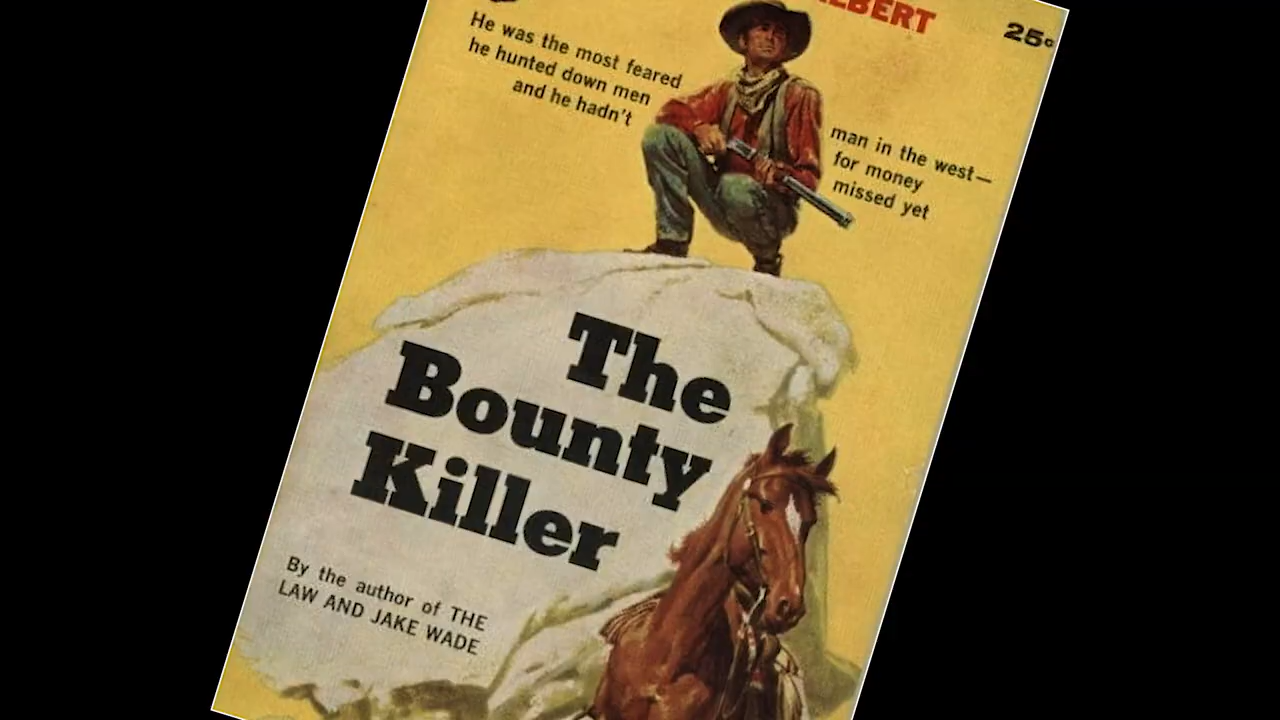 ALBERT
25¢
He was the most feared man in the west—
he hunted down men for money
and he hadn't missed yet
The
Bounty
Killer
By the author of THE
LAW AND JAKE WADE